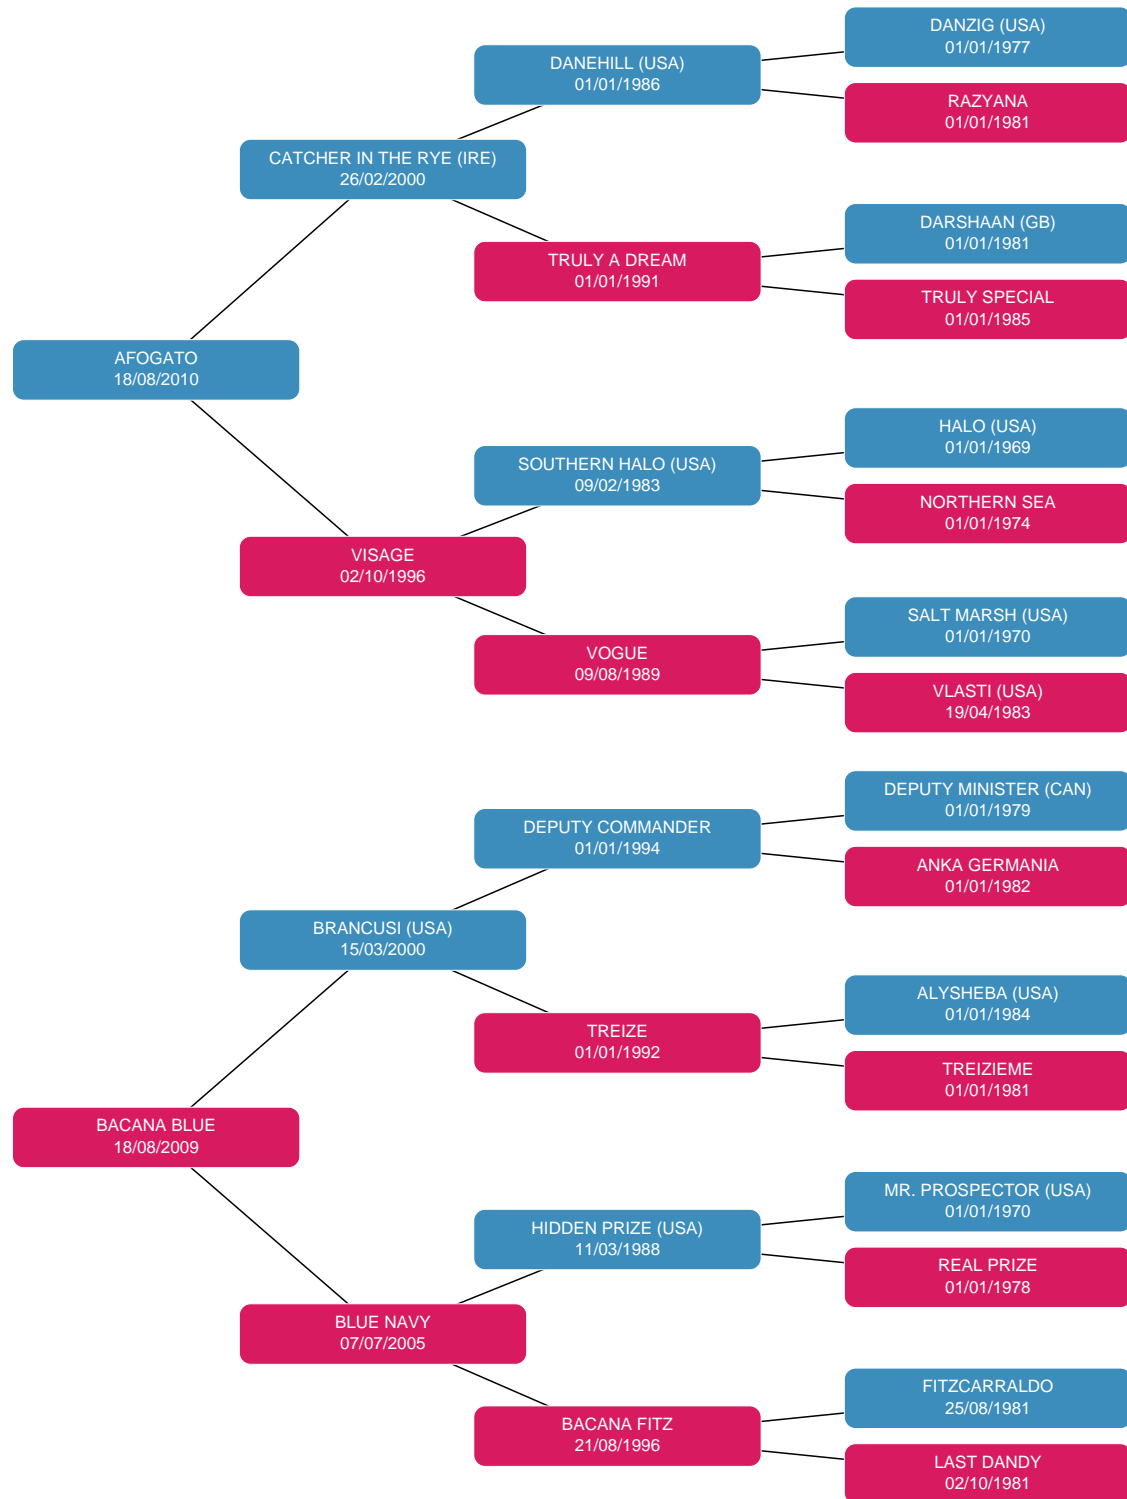 DANZIG (USA)
01/01/1977
DANEHILL (USA)
01/01/1986
RAZYANA
01/01/1981
CATCHER IN THE RYE (IRE)
26/02/2000
DARSHAAN (GB)
01/01/1981
TRULY A DREAM
01/01/1991
TRULY SPECIAL
01/01/1985
AFOGATO
18/08/2010
HALO (USA)
01/01/1969
SOUTHERN HALO (USA)
09/02/1983
NORTHERN SEA
01/01/1974
VISAGE
02/10/1996
SALT MARSH (USA)
01/01/1970
VOGUE
09/08/1989
VLASTI (USA)
19/04/1983
DEPUTY MINISTER (CAN)
01/01/1979
DEPUTY COMMANDER
01/01/1994
ANKA GERMANIA
01/01/1982
BRANCUSI (USA)
15/03/2000
ALYSHEBA (USA)
01/01/1984
TREIZE
01/01/1992
TREIZIEME
01/01/1981
BACANA BLUE
18/08/2009
MR. PROSPECTOR (USA)
01/01/1970
HIDDEN PRIZE (USA)
11/03/1988
REAL PRIZE
01/01/1978
BLUE NAVY
07/07/2005
FITZCARRALDO
25/08/1981
BACANA FITZ
21/08/1996
LAST DANDY
02/10/1981